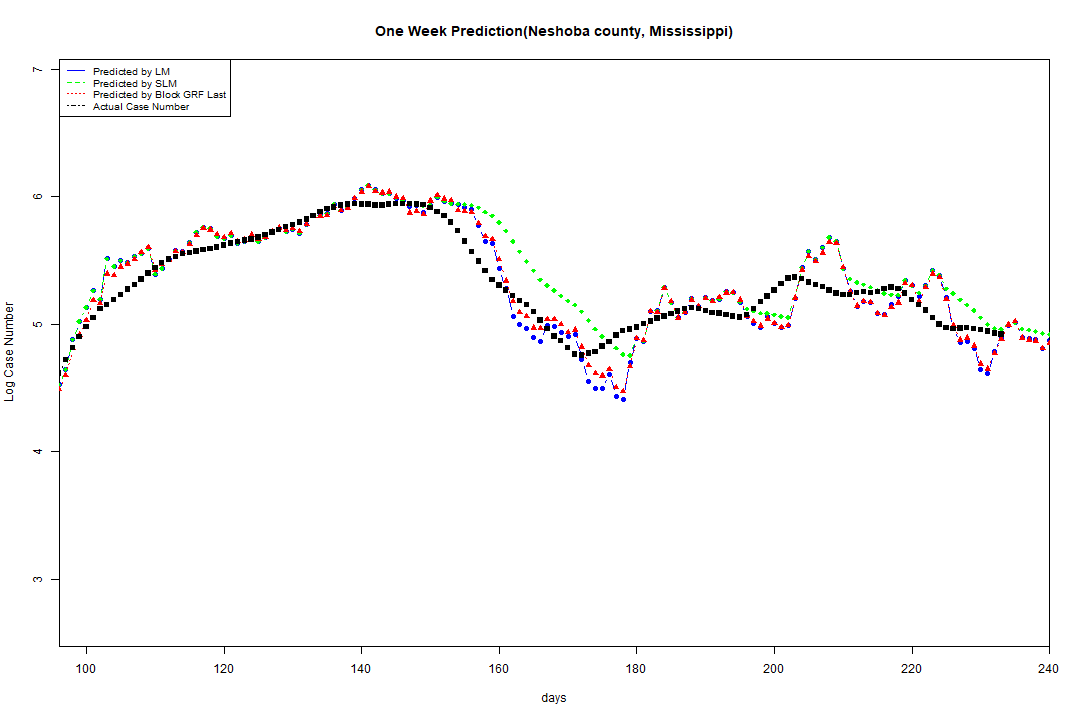 One Week Prediction(Neshoba county, Mississippi)
Predicted by LM
Predicted by SLM
Predicted by Block GRF Last
Actual Case Number
7
6
5
4
3
Log Case Number
100 120 140 160 180 200 220 240
days